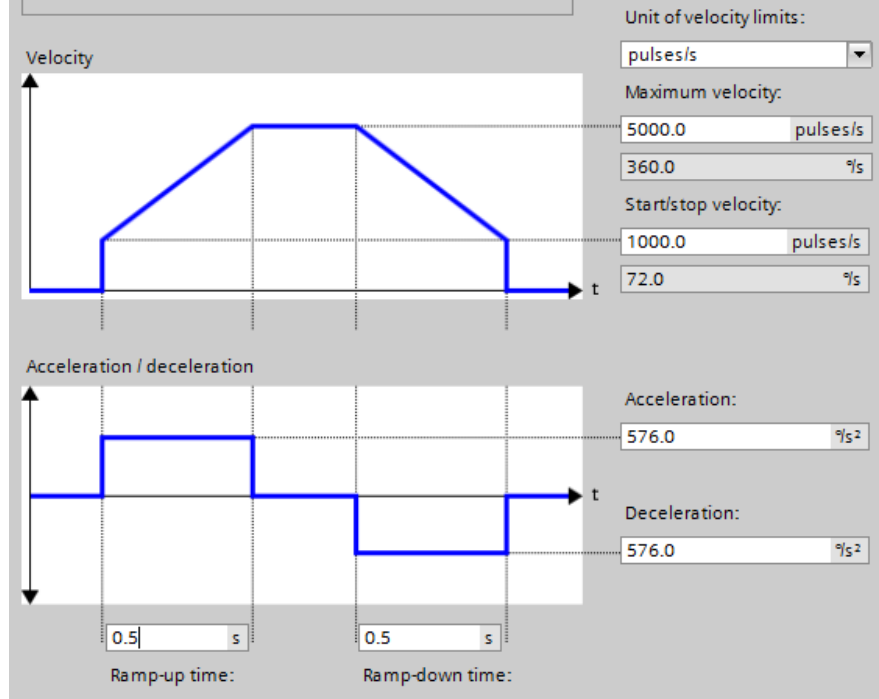 Unit of velocity limits:
pulses/s
Velocity
Maximum velocity:
5000.0 pulses/s
360.0 °/s
Start/stop velocity:
1000.0 pulses/s
72.0 °/s
t
Acceleration / deceleration
Acceleration:
576.0 °/s²
t
Deceleration:
576.0 °/s²
0.5 s 0.5 s
Ramp-up time: Ramp-down time: